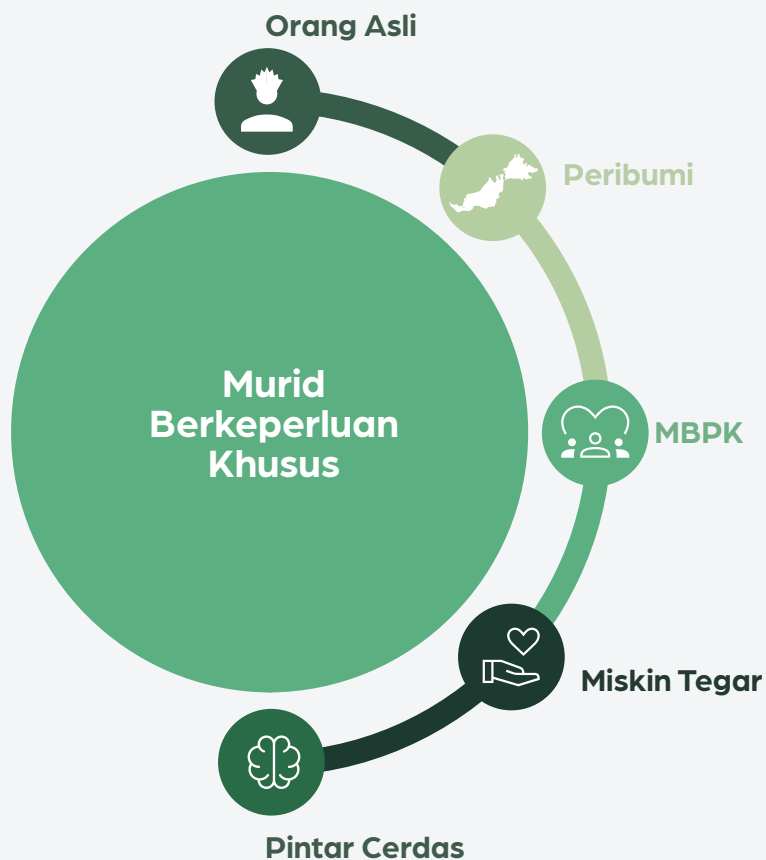 Orang Asli
Peribumi
Murid
Berkeperluan
Khusus
MBPK
Miskin Tegar
Pintar Cerdas